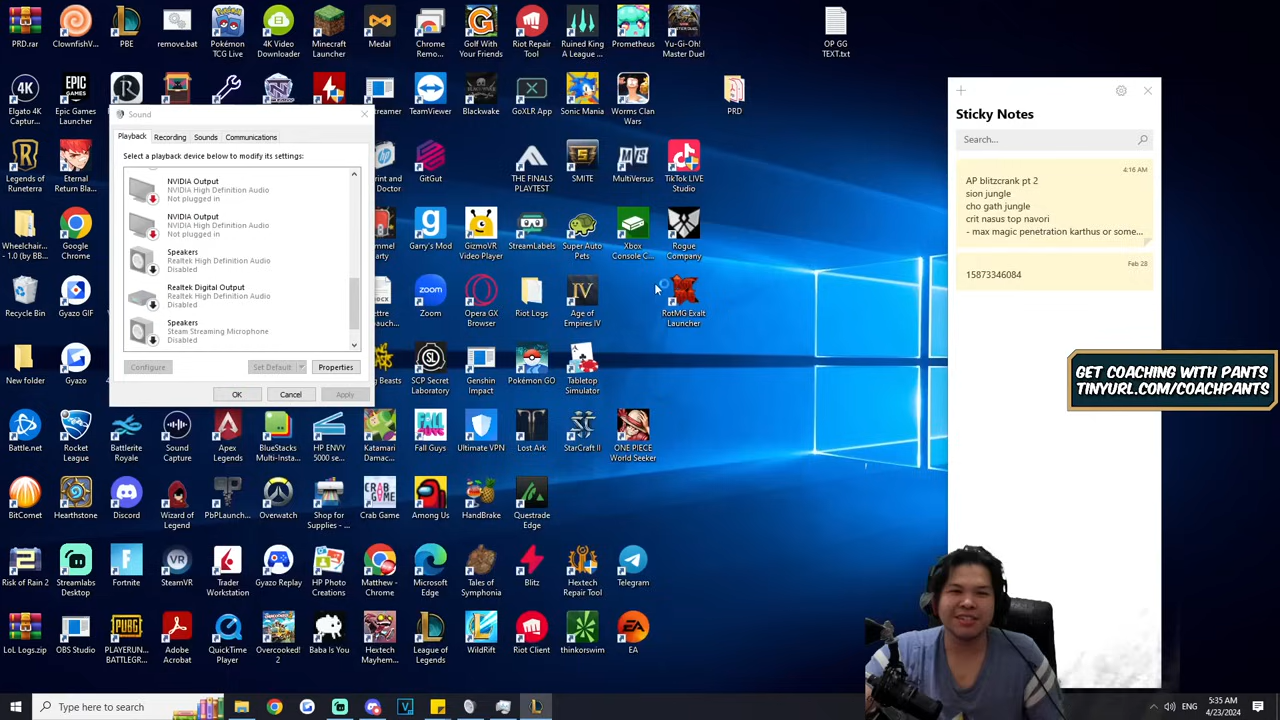 PRD.rar
ClownfishV...
PBE
remove.bat
Pokémon
TCG Live
4K Video
Downloader
Minecraft
Launcher
Medal
Chrome
Remo...
Golf With
Your Friends
Riot Repair
Tool
Ruined King
A League ...
Prometheus
Yu-Gi-Oh!
Master Duel
OP GG
TEXT.txt
Elgato 4K
Captur...
Epic Games
Launcher
TeamViewer
Blackwake
GoXLR App
Sonic Mania
Worms Clan
Wars
PRD
Sound
Playback
Recording
Sounds
Communications
Select a playback device below to modify its settings:
NVIDIA Output
NVIDIA High Definition Audio
Not plugged in
NVIDIA Output
NVIDIA High Definition Audio
Not plugged in
Speakers
Realtek High Definition Audio
Disabled
Realtek Digital Output
Realtek High Definition Audio
Disabled
Speakers
Steam Streaming Microphone
Disabled
Configure
Set Default
Properties
OK
Cancel
Apply
Legends of
Runeterra
Eternal
Return Bla...
GitGut
THE FINALS
PLAYTEST
SMITE
MultiVersus
TikTok LIVE
Studio
Wheelchair...
- 1.0 (by BB...
Google
Chrome
Garry's Mod
GizmoVR
Video Player
StreamLabels
Super Auto
Pets
Xbox
Console C...
Rogue
Company
Recycle Bin
Gyazo GIF
Zoom
Opera GX
Browser
Riot Logs
Age of
Empires IV
RotMG Exalt
Launcher
New folder
Gyazo
SCP Secret
Laboratory
Genshin
Impact
Pokémon GO
Tabletop
Simulator
Battle.net
Rocket
League
Battlerite
Royale
Sound
Capture
Apex
Legends
BlueStacks
Multi-Insta...
HP ENVY
5000 se...
Katamari
Damac...
Fall Guys
Ultimate VPN
Lost Ark
StarCraft II
ONE PIECE
World Seeker
BitComet
Hearthstone
Discord
Wizard of
Legend
PbPLaunch...
Overwatch
Shop for
Supplies - ...
Crab Game
Among Us
HandBrake
Questrade
Edge
Risk of Rain 2
Streamlabs
Desktop
Fortnite
SteamVR
Trader
Workstation
Gyazo Replay
HP Photo
Creations
Matthew -
Chrome
Microsoft
Edge
Tales of
Symphonia
Blitz
Hextech
Repair Tool
Telegram
LoL Logs.zip
OBS Studio
PLAYERUN...
BATTLEGR...
Adobe
Acrobat
QuickTime
Player
Overcooked!
2
Baba Is You
Hextech
Mayhem...
League of
Legends
WildRift
Riot Client
thinkorswim
EA
Sticky Notes
Search...
4:16 AM
AP blitzcrank pt 2
sion jungle
cho gath jungle
crit nasus top navori
- max magic penetration karthus or some...
Feb 28
15873346084
GET COACHING WITH PANTS
TINYURL.COM/COACHPANTS
Type here to search
ENG
5:35 AM
4/23/2024